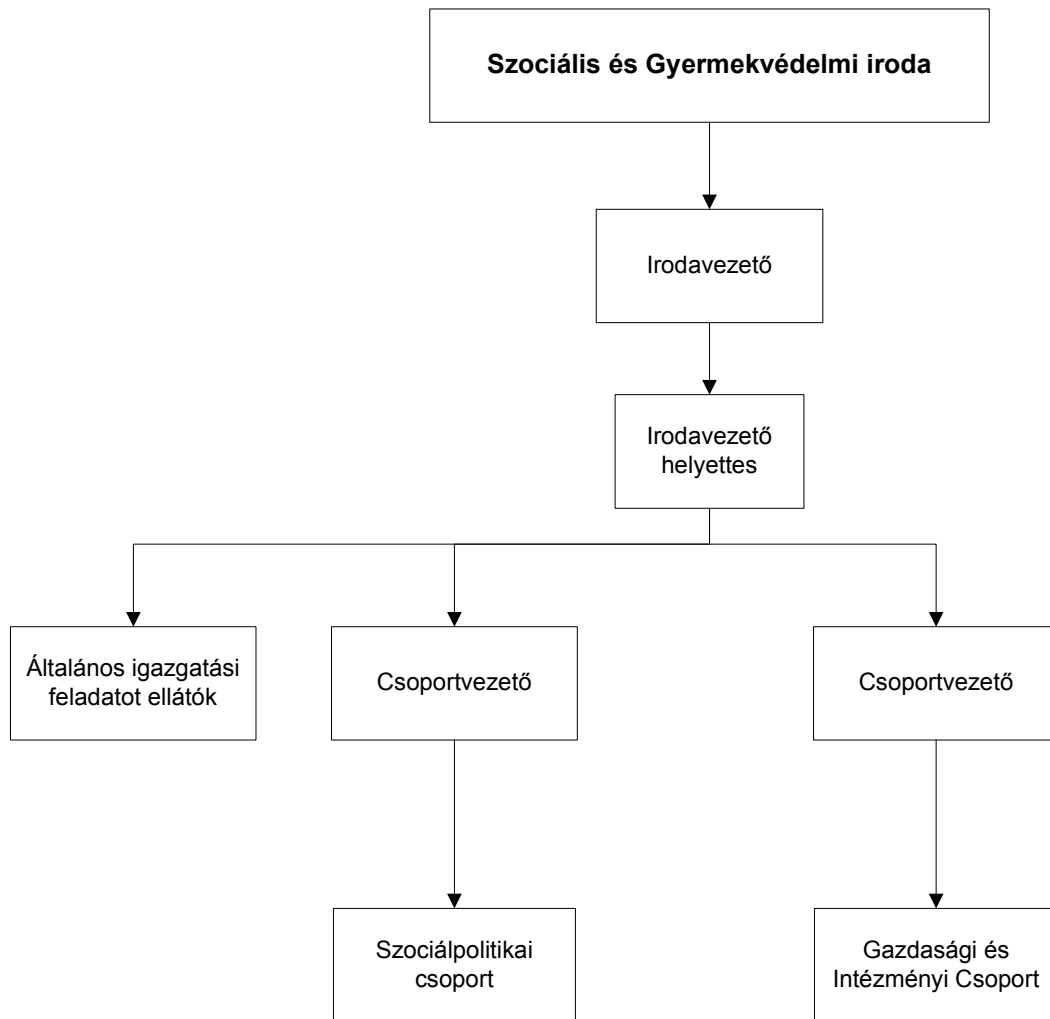 Szociális és Gyermekvédelmi iroda
Irodavezető
Irodavezető
helyettes
Általános igazgatási
feladatot ellátók
Csoportvezető
Csoportvezető
Szociálpolitikai
csoport
Gazdasági és
Intézményi Csoport